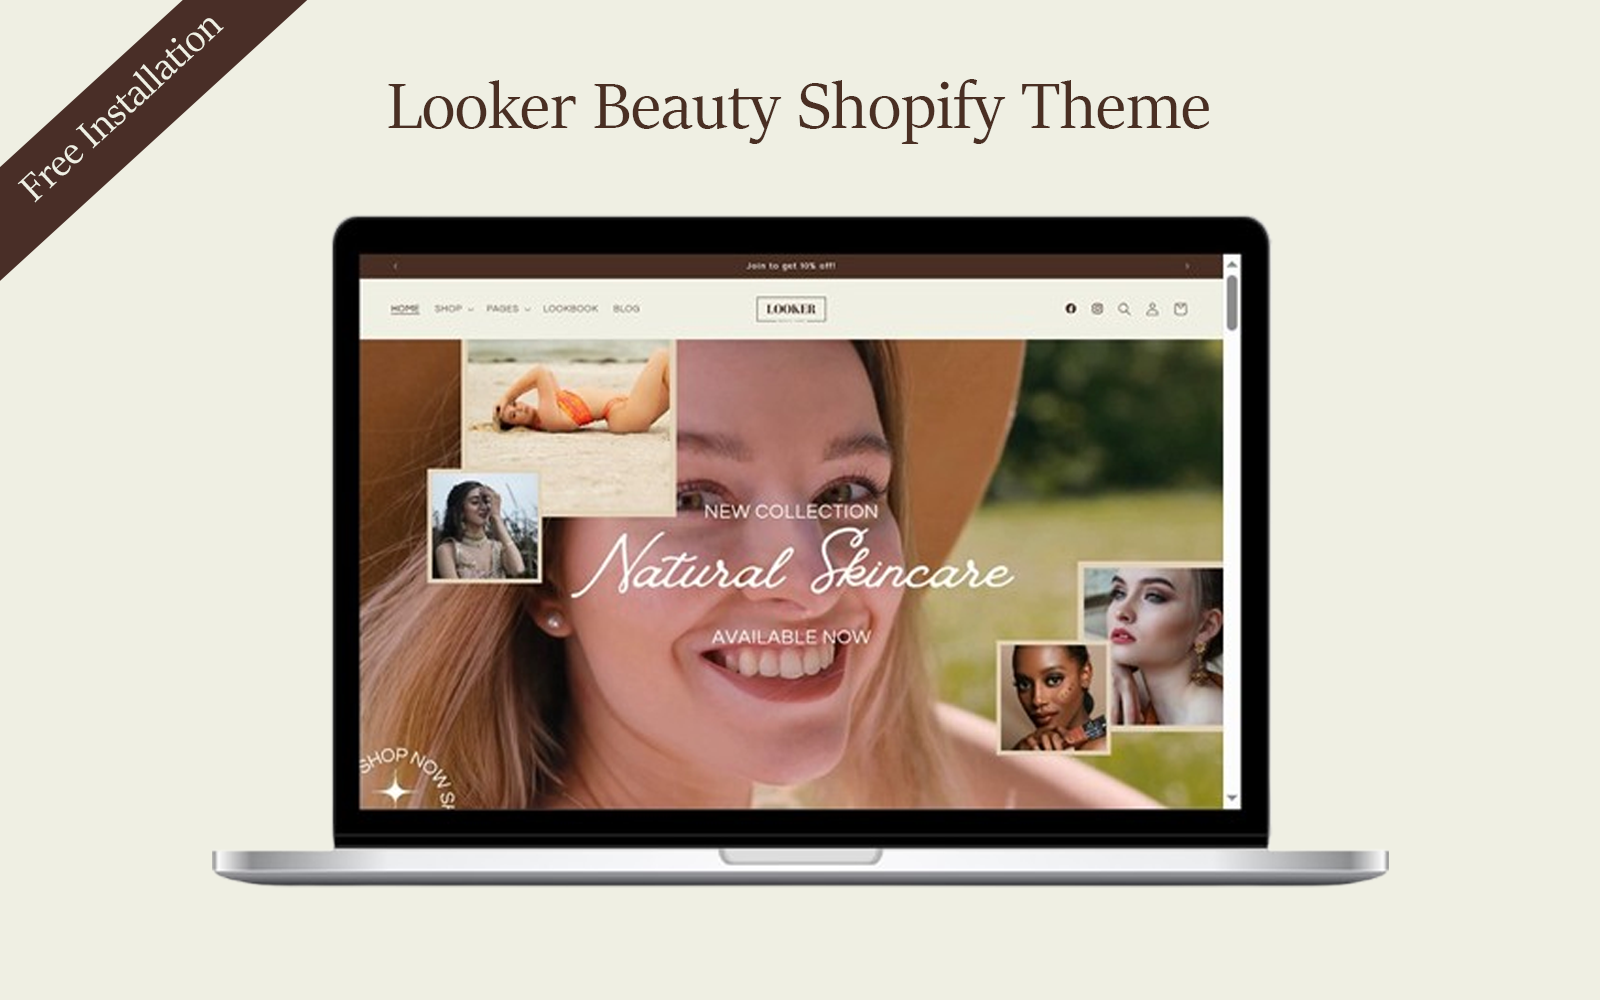 Free Installation
Looker Beauty Shopify Theme
Join to get 10% off!
HOME SHOP PAGES LOOKBOOK BLOG
LOOKER
NEW COLLECTION
Natural Skincare
AVAILABLE NOW
SHOP NOW SH